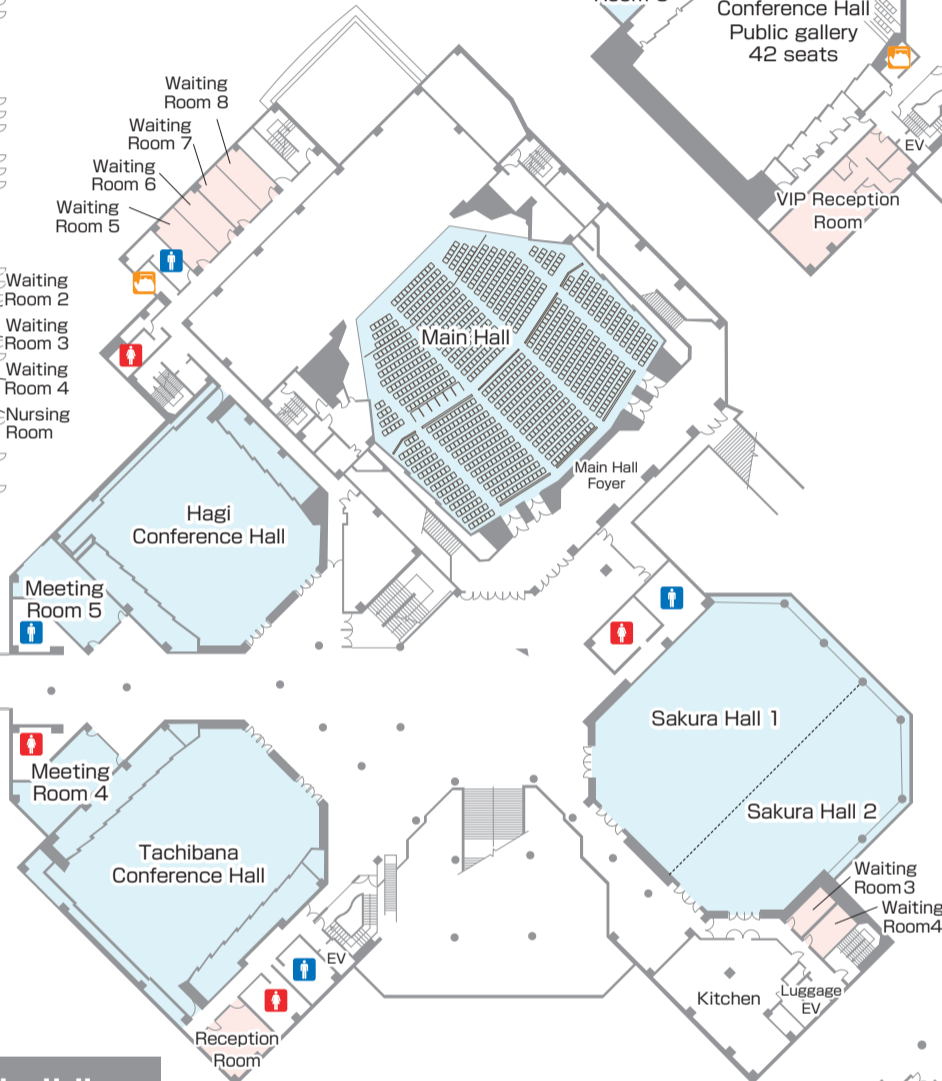 Conference Hall
Public gallery
42 seats
EV
VIP Reception
Room
Waiting
Room 8
Waiting
Room 7
Waiting
Room 6
Waiting
Room 5
Waiting
Room 2
Waiting
Room 3
Waiting
Room 4
Nursing
Room
Main Hall
Main Hall
Foyer
Hagi
Conference Hall
Meeting
Room 5
Meeting
Room 4
Tachibana
Conference Hall
Sakura Hall 1
Sakura Hall 2
Waiting
Room3
Waiting
Room4
EV
Kitchen
Luggage
EV
Reception
Room